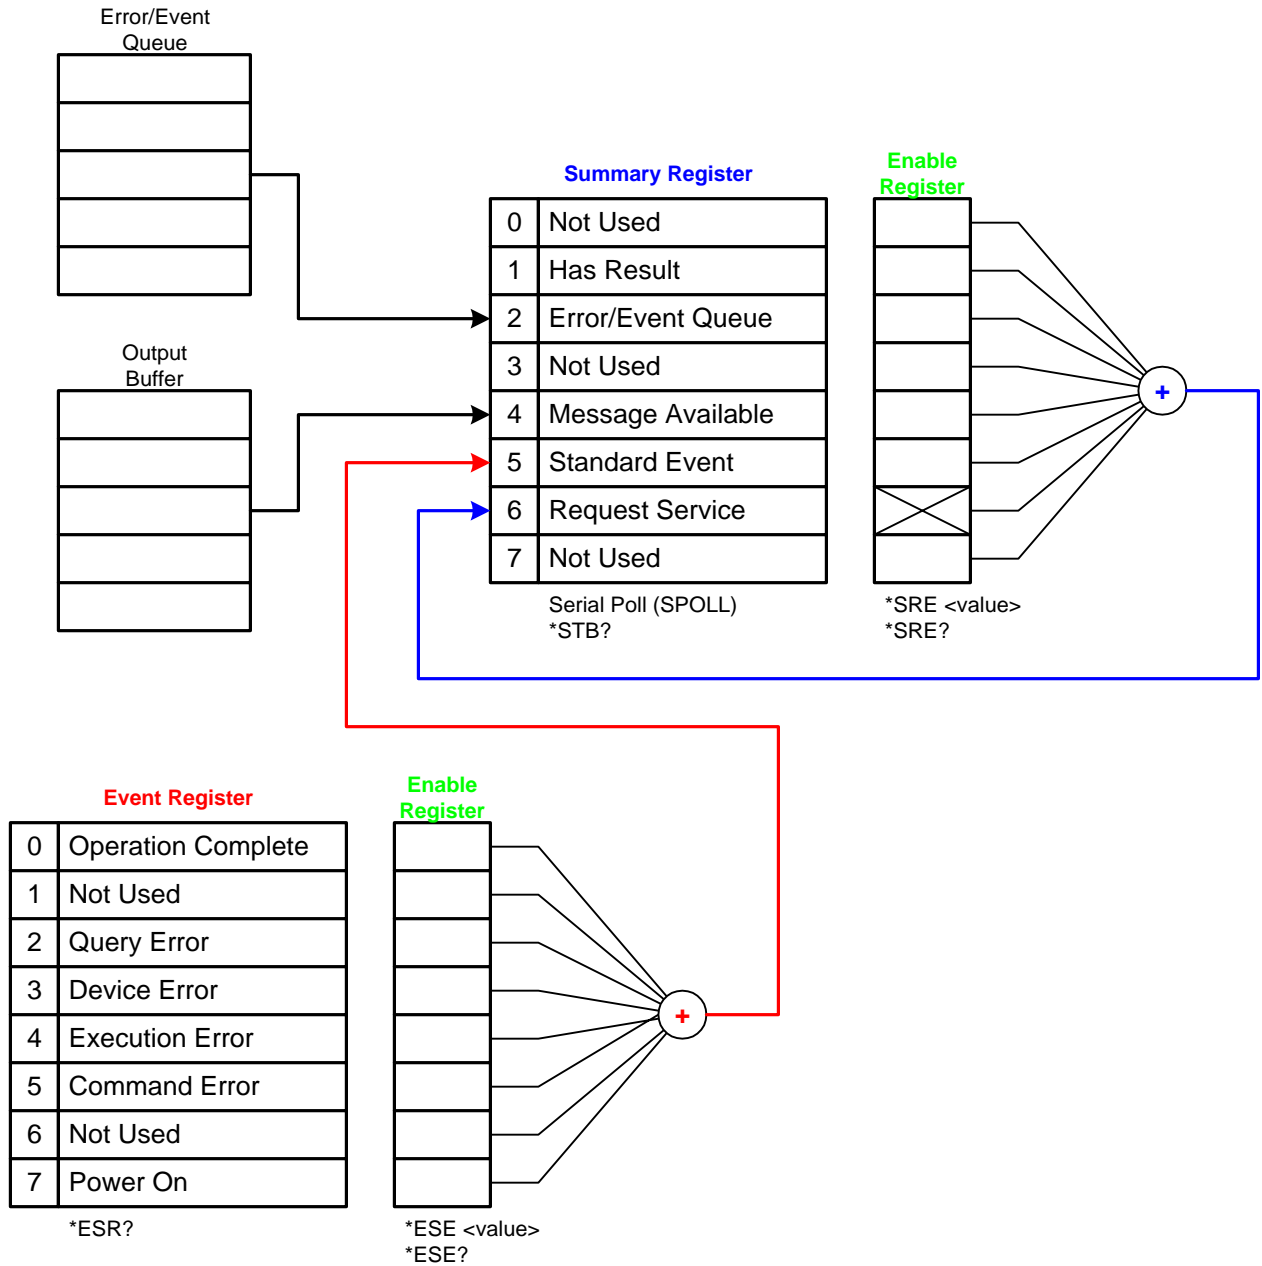 Error/Event
Queue
Output
Buffer
Summary Register
0 Not Used
1 Has Result
2 Error/Event Queue
3 Not Used
4 Message Available
5 Standard Event
6 Request Service
7 Not Used
Serial Poll (SPOLL)
*STB?
Enable
Register
+
*SRE <value>
*SRE?
Event Register
0 Operation Complete
1 Not Used
2 Query Error
3 Device Error
4 Execution Error
5 Command Error
6 Not Used
7 Power On
*ESR?
Enable
Register
+
*ESE <value>
*ESE?